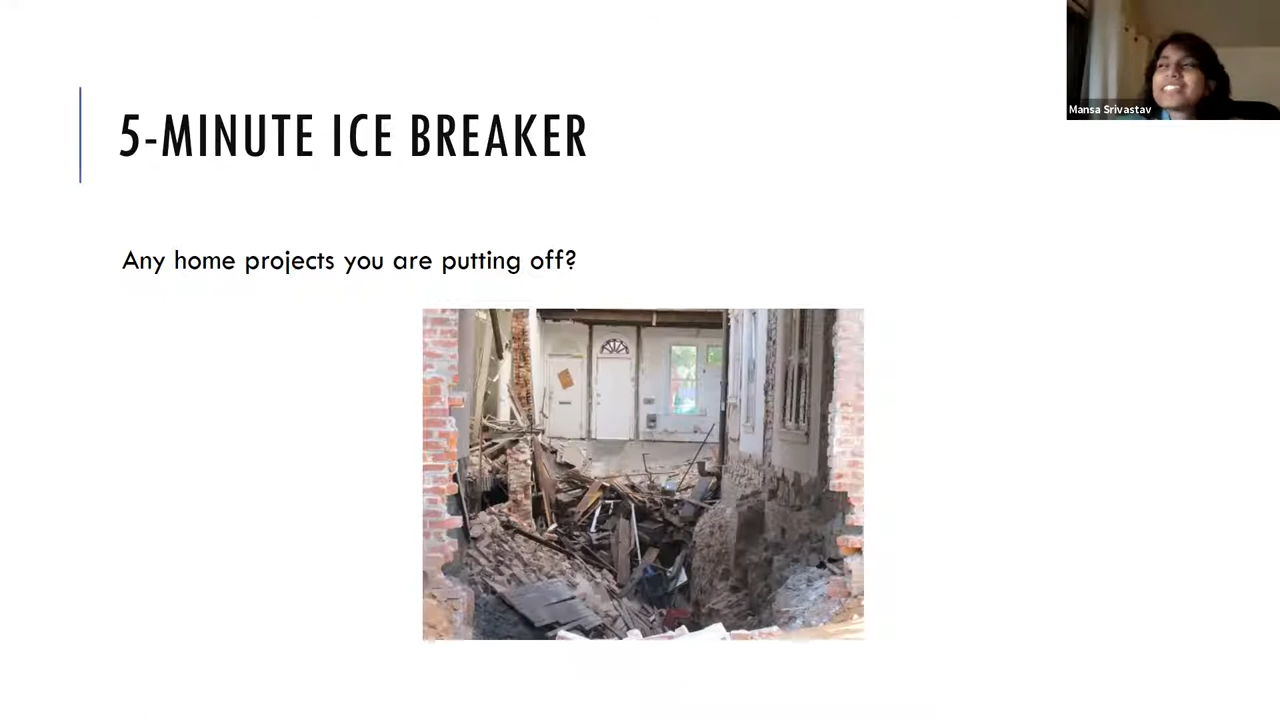 5-MINUTE ICE BREAKER
Mansa Srivastav
Any home projects you are putting off?